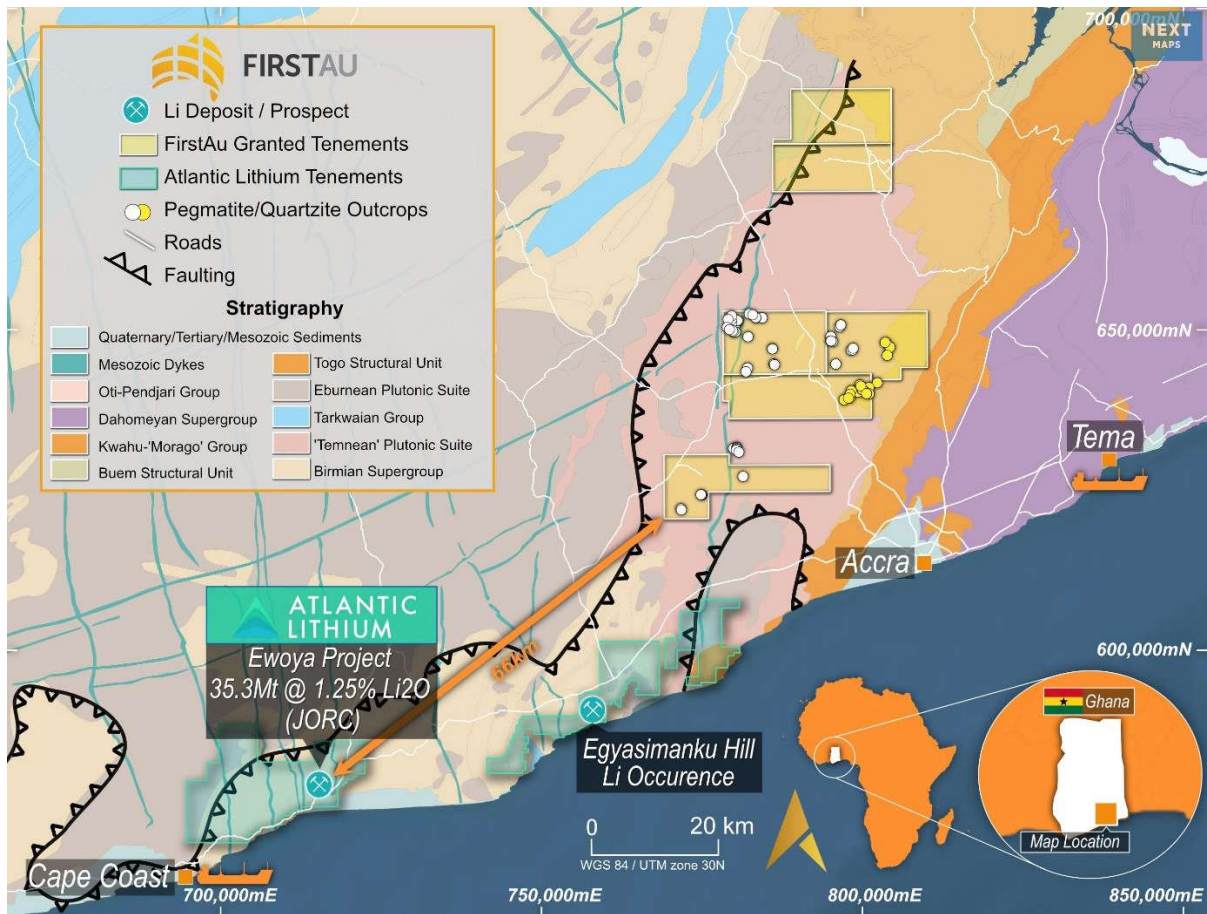 FIRSTAU
Li Deposit / Prospect
FirstAu Granted Tenements
Atlantic Lithium Tenements
Pegmatite/Quartzite Outcrops
Roads
Faulting
Stratigraphy
Quaternary/Tertiary/Mesozoic Sediments
Mesozoic Dykes
Oti-Pendjari Group
Dahomeyan Supergroup
Kwahu-'Morago' Group
Buem Structural Unit
Togo Structural Unit
Eburnean Plutonic Suite
Tarkwaian Group
'Temnean' Plutonic Suite
Birmian Supergroup
700,000mN
NEXT
MAPS
650,000mN
Tema
Accra
ATLANTIC
LITHIUM
Ewoya Project
35.3Mt @ 1.25% Li2O
(JORC)
66km
600,000mN
Egyasimanku Hill
Li Occurence
Ghana
Map Location
0 20 km
WGS 84 / UTM zone 30N
Cape Coast
700,000mE
750,000mE
800,000mE
850,000mE